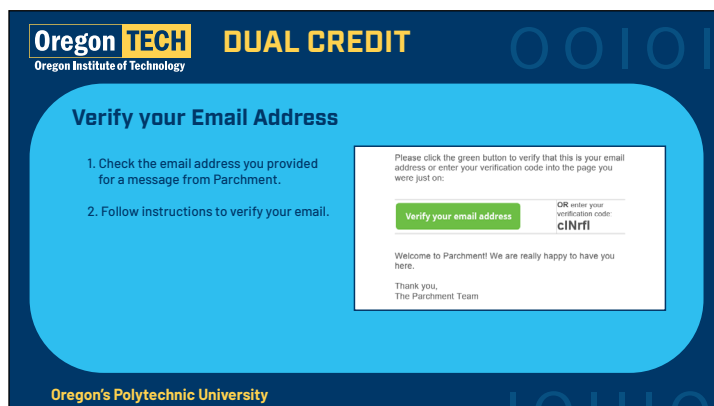 Oregon TECH
Oregon Institute of Technology
DUAL CREDIT
OOIOI
Verify your Email Address
1. Check the email address you provided
for a message from Parchment.
2. Follow instructions to verify your email.
Please click the green button to verify that this is your email
address or enter your verification code into the page you
were just on:
Verify your email address
OR enter your
verification code:
clNrfl
Welcome to Parchment! We are really happy to have you
here.
Thank you,
The Parchment Team
Oregon's Polytechnic University